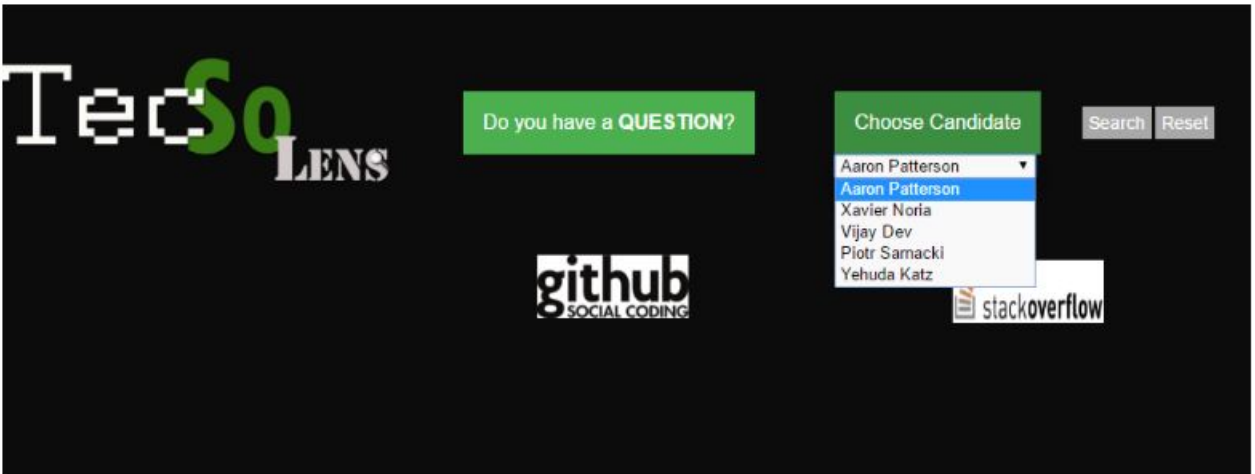 TecSo
LENS
Do you have a QUESTION?
Choose Candidate
Search Reset
Aaron Patterson
Aaron Patterson
Xavier Noria
Vijay Dev
Piotr Sarnacki
Yehuda Katz
github
SOCIAL CODING
stackoverflow